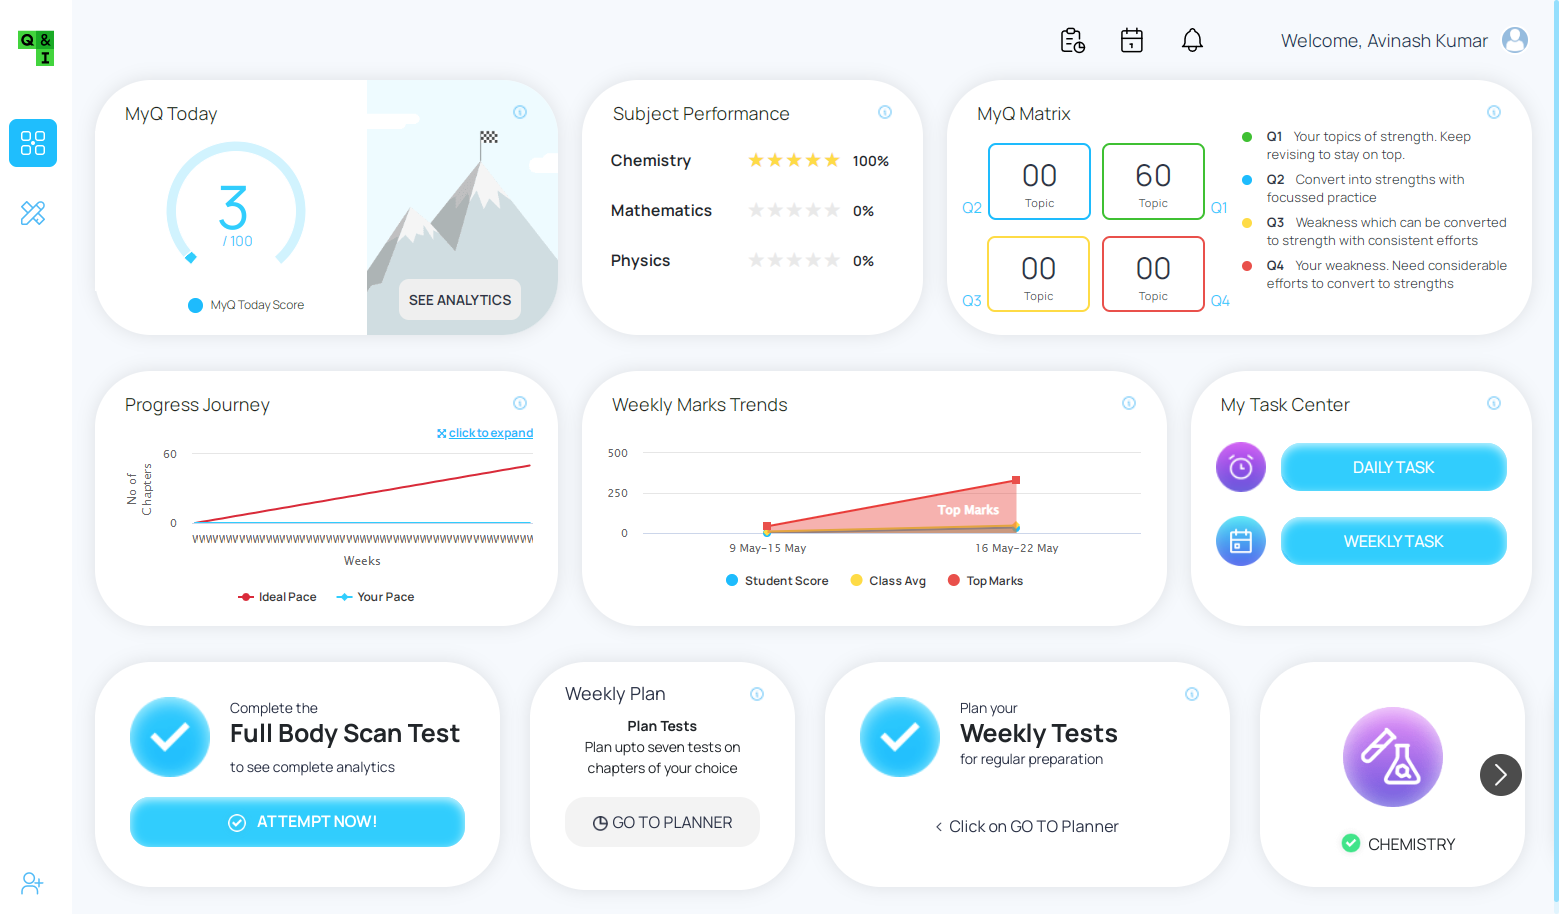 Q &
I
Welcome, Avinash Kumar
MyQ Today
3
/ 100
MyQ Today Score
SEE ANALYTICS
Subject Performance
Chemistry 100%
Mathematics 0%
Physics 0%
MyQ Matrix
Q2
00
Topic
60
Topic
Q1
Q3
00
Topic
00
Topic
Q4
Q1 Your topics of strength. Keep
revising to stay on top.
Q2 Convert into strengths with
focussed practice
Q3 Weakness which can be converted
to strength with consistent efforts
Q4 Your weakness. Need considerable
efforts to convert to strengths
Progress Journey
click to expand
No of
Chapters
60
0
Weeks
Ideal Pace Your Pace
Weekly Marks Trends
500
250
0
Top Marks
9 May-15 May 16 May-22 May
Student Score Class Avg Top Marks
My Task Center
DAILY TASK
WEEKLY TASK
Complete the
Full Body Scan Test
to see complete analytics
ATTEMPT NOW!
Weekly Plan
Plan Tests
Plan upto seven tests on
chapters of your choice
GO TO PLANNER
Plan your
Weekly Tests
for regular preparation
< Click on GO TO Planner
CHEMISTRY